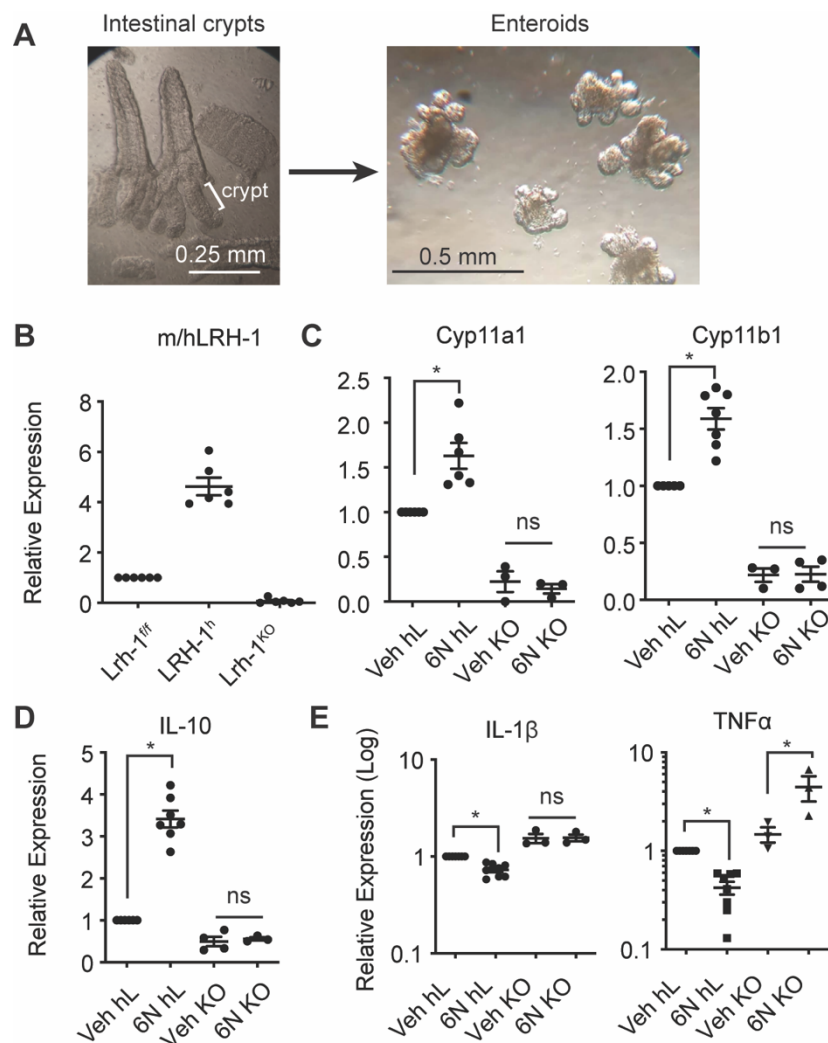 A
Intestinal crypts
Enteroids
crypt
0.25 mm
0.5 mm
B
m/hLRH-1
Relative Expression
8
6
4
2
0
Lrh-1f/f
LRH-1h
Lrh-1KO
C
Cyp11a1
2.5
2.0
1.5
1.0
0.5
0.0
*
ns
Veh hL
6N hL
Veh KO
6N KO
Cyp11b1
2.0
1.5
1.0
0.5
0.0
*
ns
Veh hL
6N hL
Veh KO
6N KO
D
IL-10
Relative Expression
5
4
3
2
1
0
*
ns
Veh hL
6N hL
Veh KO
6N KO
E
IL-1β
Relative Expression (Log)
10
1
0.1
*
ns
Veh hL
6N hL
Veh KO
6N KO
TNFα
10
1
0.1
*
*
Veh hL
6N hL
Veh KO
6N KO